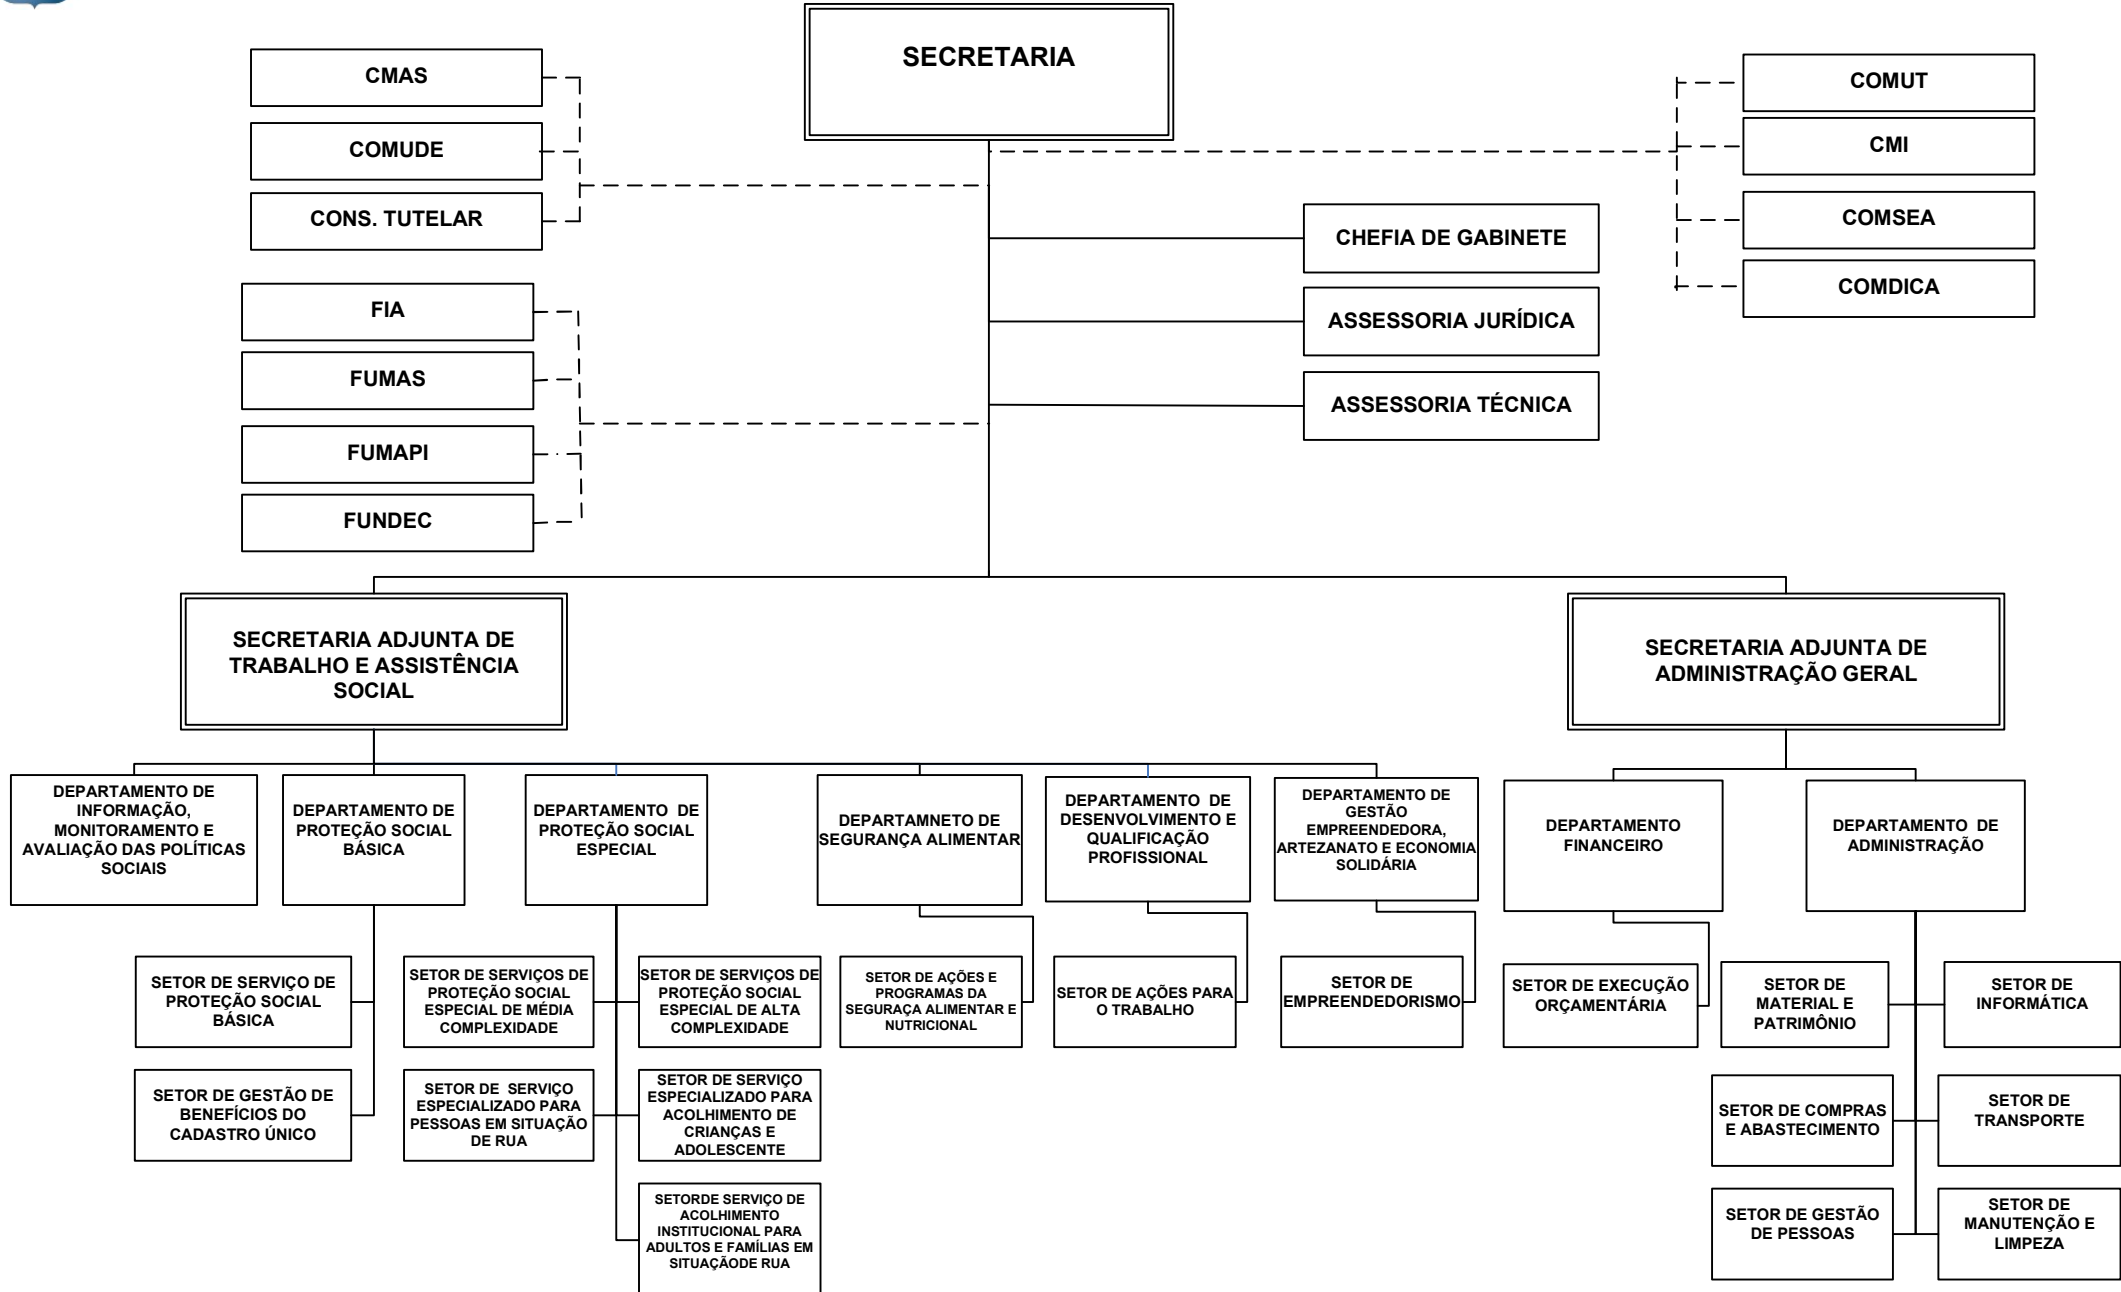 SECRETARIA
CMAS
COMUDE
CONS. TUTELAR
COMUT
CMI
COMSEA
COMDICA
CHEFIA DE GABINETE
ASSESSORIA JURÍDICA
ASSESSORIA TÉCNICA
FIA
FUMAS
FUMAPI
FUNDEC
SECRETARIA ADJUNTA DE
TRABALHO E ASSISTÊNCIA
SOCIAL
SECRETARIA ADJUNTA DE
ADMINISTRAÇÃO GERAL
DEPARTAMENTO DE
INFORMAÇÃO,
MONITORAMENTO E
AVALIAÇÃO DAS POLÍTICAS
SOCIAIS
DEPARTAMENTO DE
PROTEÇÃO SOCIAL
BÁSICA
DEPARTAMENTO DE
PROTEÇÃO SOCIAL
ESPECIAL
DEPARTAMNETO DE
SEGURANÇA ALIMENTAR
DEPARTAMENTO DE
DESENVOLVIMENTO E
QUALIFICAÇÃO
PROFISSIONAL
DEPARTAMENTO DE
GESTÃO
EMPREENDEDORA,
ARTEZANATO E ECONOMIA
SOLIDÁRIA
DEPARTAMENTO
FINANCEIRO
DEPARTAMENTO DE
ADMINISTRAÇÃO
SETOR DE SERVIÇO DE
PROTEÇÃO SOCIAL
BÁSICA
SETOR DE SERVIÇOS DE
PROTEÇÃO SOCIAL
ESPECIAL DE MÉDIA
COMPLEXIDADE
SETOR DE SERVIÇOS DE
PROTEÇÃO SOCIAL
ESPECIAL DE ALTA
COMPLEXIDADE
SETOR DE AÇÕES E
PROGRAMAS DA
SEGURAÇA ALIMENTAR E
NUTRICIONAL
SETOR DE AÇÕES PARA
O TRABALHO
SETOR DE
EMPREENDEDORISMO
SETOR DE EXECUÇÃO
ORÇAMENTÁRIA
SETOR DE
MATERIAL E
PATRIMÔNIO
SETOR DE
INFORMÁTICA
SETOR DE GESTÃO DE
BENEFÍCIOS DO
CADASTRO ÚNICO
SETOR DE SERVIÇO
ESPECIALIZADO PARA
PESSOAS EM SITUAÇÃO
DE RUA
SETOR DE SERVIÇO
ESPECIALIZADO PARA
ACOLHIMENTO DE
CRIANÇAS E
ADOLESCENTE
SETOR DE COMPRAS
E ABASTECIMENTO
SETOR DE
TRANSPORTE
SETORDE SERVIÇO DE
ACOLHIMENTO
INSTITUCIONAL PARA
ADULTOS E FAMÍLIAS EM
SITUAÇÃODE RUA
SETOR DE GESTÃO
DE PESSOAS
SETOR DE
MANUTENÇÃO E
LIMPEZA